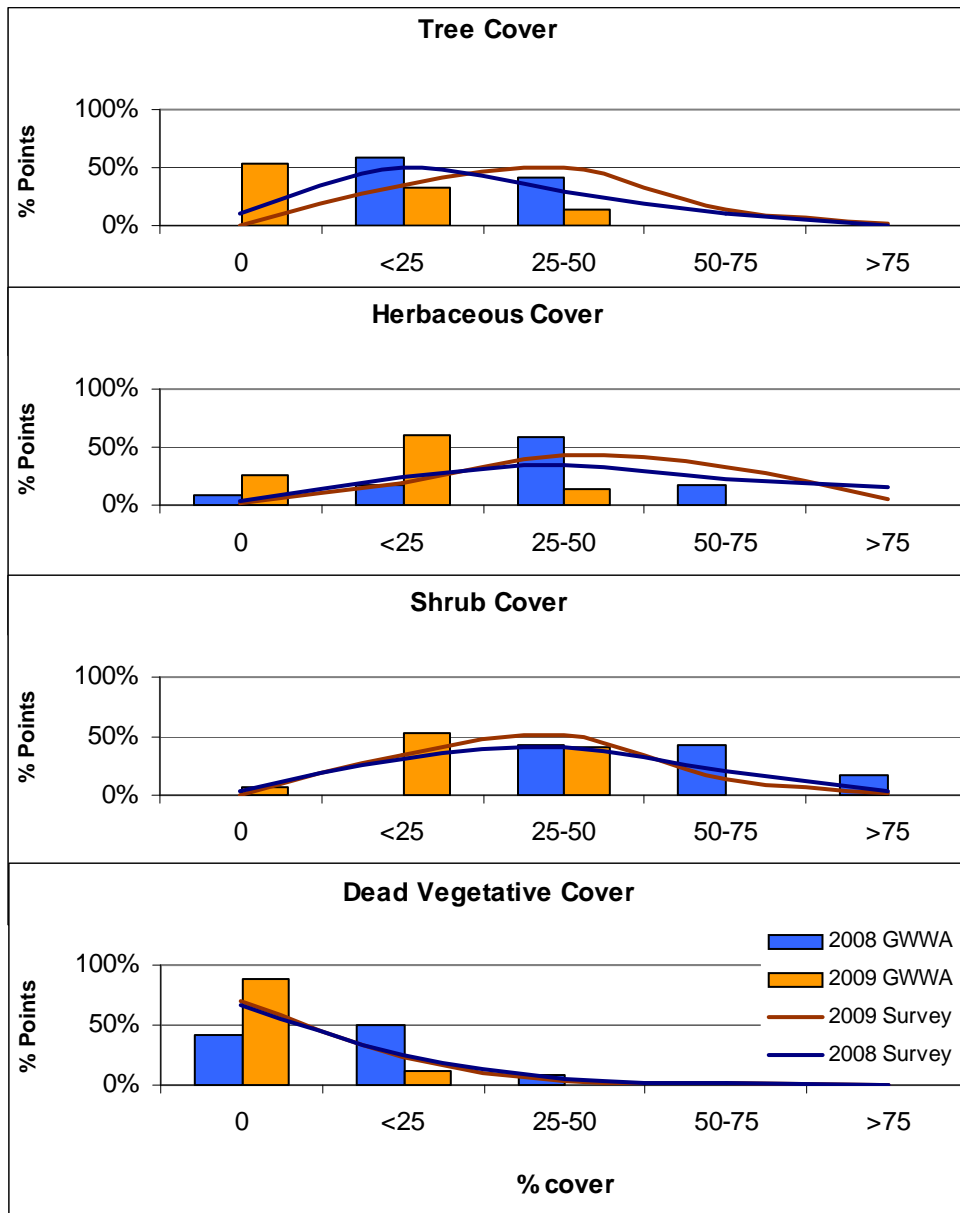 Tree Cover
% Points
100%
50%
0%
0 <25 25-50 50-75 >75
Herbaceous Cover
% Points
100%
50%
0%
0 <25 25-50 50-75 >75
Shrub Cover
% Points
100%
50%
0%
0 <25 25-50 50-75 >75
Dead Vegetative Cover
% Points
100%
50%
0%
2008 GWWA
2009 GWWA
2009 Survey
2008 Survey
0 <25 25-50 50-75 >75
% cover